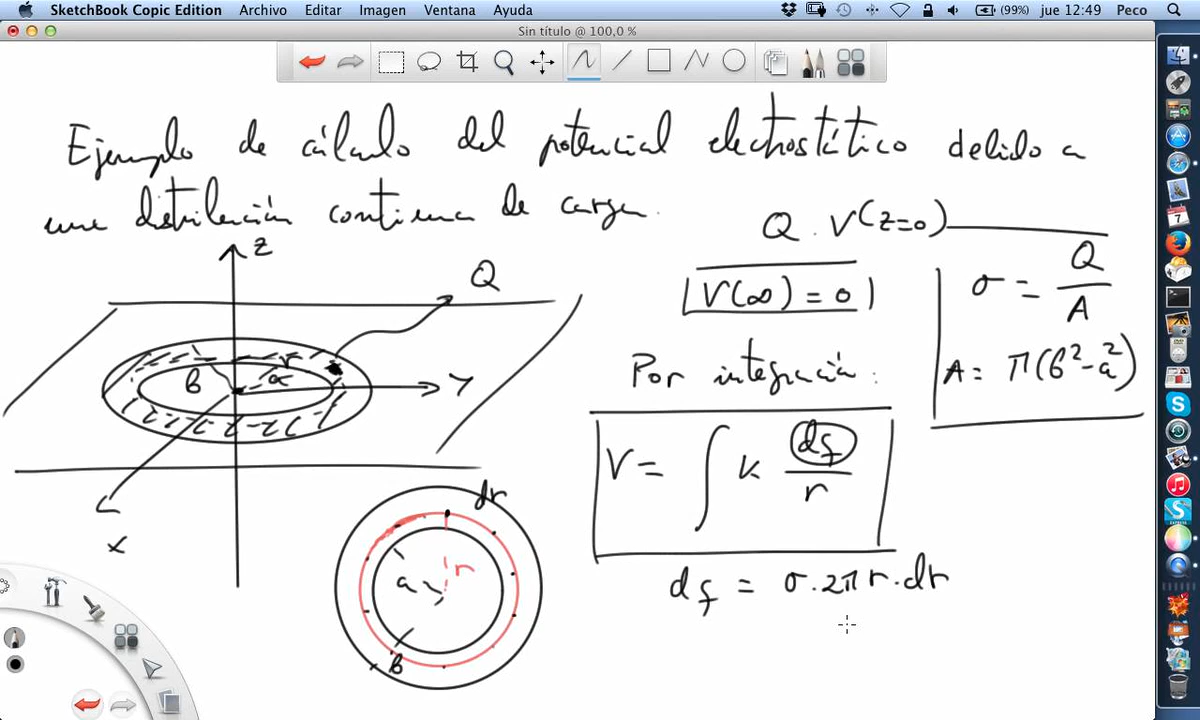 SketchBook Copic Edition Archivo Editar Imagen Ventana Ayuda (99%) jue 12:49 Peco
Sin título @ 100,0 %
Ejemplo de cálculo del potencial electrostático debido a
una distribución continua de carga.
Q. V(z=0)
V(∞) = 0
σ = Q/A
A = π(b²-a²)
z
Q
r
b
a
Y
x
Por integración:
V = ∫ k dq/r
dq = σ.2πr.dr
dr
r
a
b
7